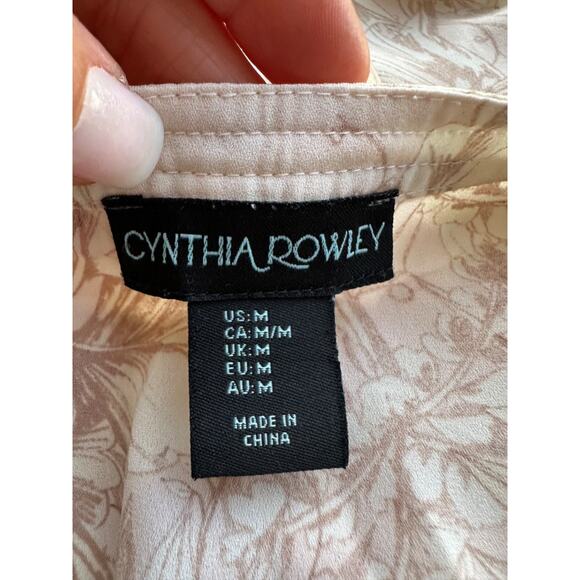 CYNTHIA ROWLEY
US: M
CA: M/M
UK: M
EU: M
AU: M
MADE IN
CHINA